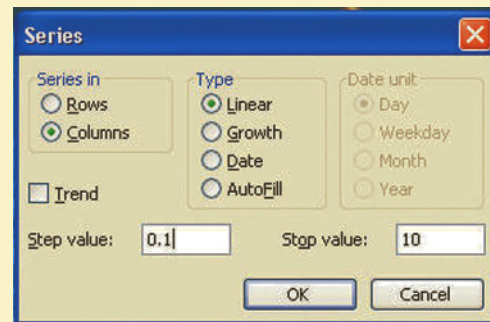 Series
Series in
Rows
Columns
Trend
Type
Linear
Growth
Date
AutoFill
Date unit
Day
Weekday
Month
Year
Step value: 0.1
Stop value: 10
OK
Cancel